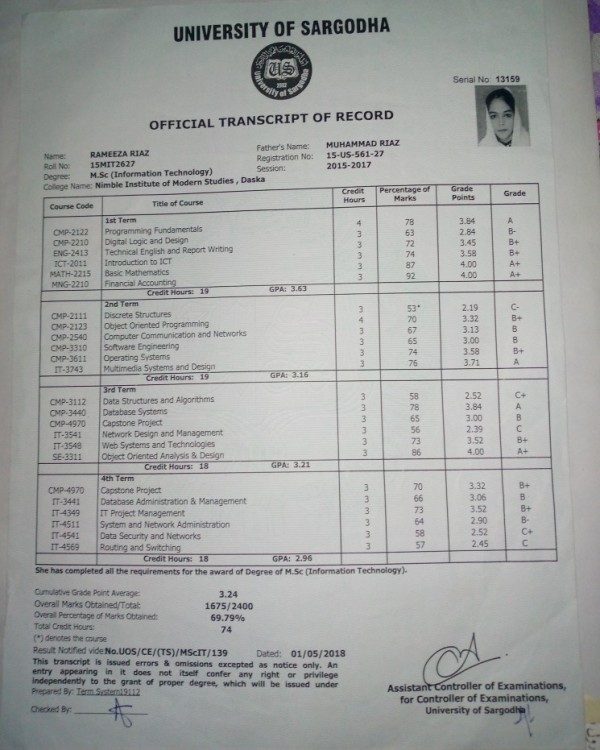 UNIVERSITY OF SARGODHA
US
University of Sargodha
2002
Serial No: 13159
OFFICIAL TRANSCRIPT OF RECORD
Name: RAMEEZA RIAZ Father's Name: MUHAMMAD RIAZ
Roll No: 15MIT2627 Registration No: 15-US-561-27
Degree: M.Sc (Information Technology) Session: 2015-2017
College Name: Nimble Institute of Modern Studies , Daska
Course Code Title of Course Credit Hours Percentage of Marks Grade Points Grade
1st Term
CMP-2122 Programming Fundamentals 4 78 3.84 A
CMP-2210 Digital Logic and Design 3 63 2.84 B-
ENG-2413 Technical English and Report Writing 3 72 3.45 B+
ICT-2011 Introduction to ICT 3 74 3.58 B+
MATH-2215 Basic Mathematics 3 87 4.00 A+
MNG-2210 Financial Accounting 3 92 4.00 A+
Credit Hours: 19 GPA: 3.63
2nd Term
CMP-2111 Discrete Structures 3 53* 2.19 C-
CMP-2123 Object Oriented Programming 4 70 3.32 B+
CMP-2540 Computer Communication and Networks 3 67 3.13 B
CMP-3310 Software Engineering 3 65 3.00 B
CMP-3611 Operating Systems 3 74 3.58 B+
IT-3743 Multimedia Systems and Design 3 76 3.71 A
Credit Hours: 19 GPA: 3.16
3rd Term
CMP-3112 Data Structures and Algorithms 3 58 2.52 C+
CMP-3440 Database Systems 3 78 3.84 A
CMP-4970 Capstone Project 3 65 3.00 B
IT-3541 Network Design and Management 3 56 2.39 C
IT-3548 Web Systems and Technologies 3 73 3.52 B+
SE-3311 Object Oriented Analysis & Design 3 86 4.00 A+
Credit Hours: 18 GPA: 3.21
4th Term
CMP-4970 Capstone Project 3 70 3.32 B+
IT-3441 Database Administration & Management 3 66 3.06 B
IT-4349 IT Project Management 3 73 3.52 B+
IT-4511 System and Network Administration 3 64 2.90 B-
IT-4541 Data Security and Networks 3 58 2.52 C+
IT-4569 Routing and Switching 3 57 2.45 C
Credit Hours: 18 GPA: 2.96
She has completed all the requirements for the award of Degree of M.Sc (Information Technology).
Cumulative Grade Point Average: 3.24
Overall Marks Obtained/Total: 1675/2400
Overall Percentage of Marks Obtained: 69.79%
Total Credit Hours: 74
(*) denotes the course
Result Notified vide No.UOS/CE/(TS)/MScIT/139 Dated: 01/05/2018
This transcript is issued errors & omissions excepted as notice only. An
entry appearing in it does not itself confer any right or privilege
independently to the grant of proper degree, which will be issued under
Prepared By: Term System19112
Checked By:
Assistant Controller of Examinations,
for Controller of Examinations,
University of Sargodha